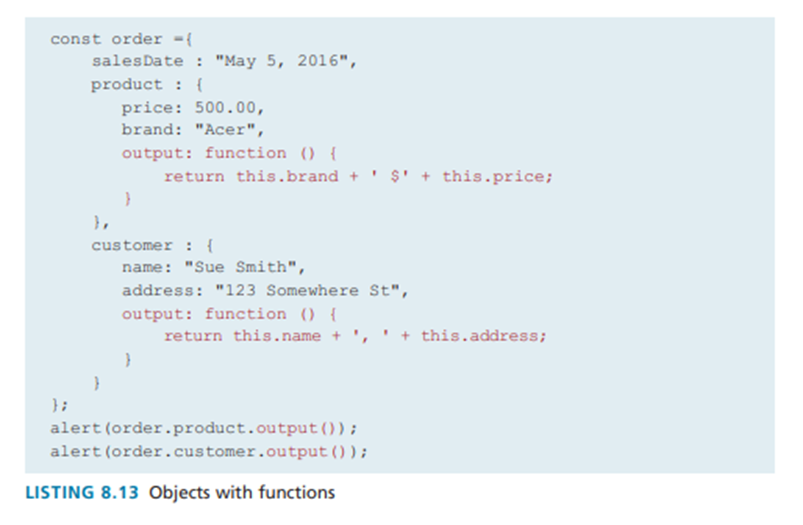 const order ={
salesDate : "May 5, 2016",
product : {
price: 500.00,
brand: "Acer",
output: function () {
return this.brand + ' $' + this.price;
}
},
customer : {
name: "Sue Smith",
address: "123 Somewhere St",
output: function () {
return this.name + ', ' + this.address;
}
}
};
alert(order.product.output());
alert(order.customer.output());
LISTING 8.13 Objects with functions